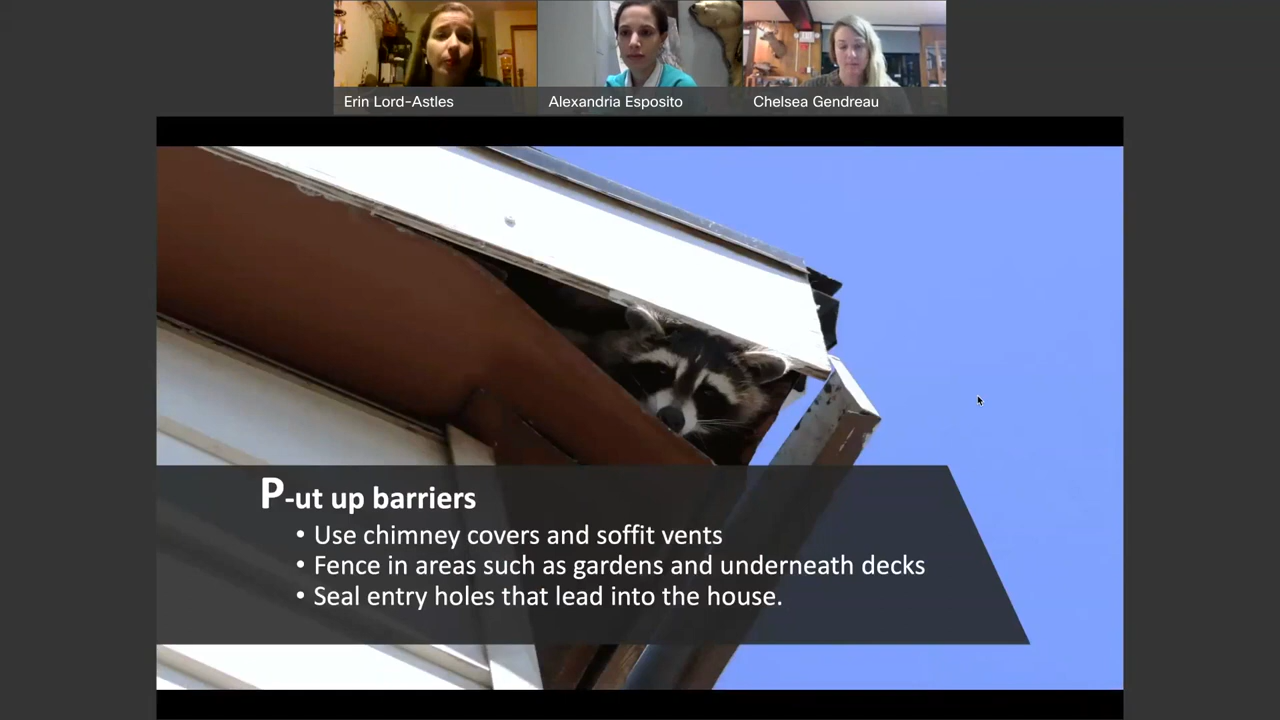 Erin Lord-Astles
Alexandria Esposito
Chelsea Gendreau
P-ut up barriers
• Use chimney covers and soffit vents
• Fence in areas such as gardens and underneath decks
• Seal entry holes that lead into the house.